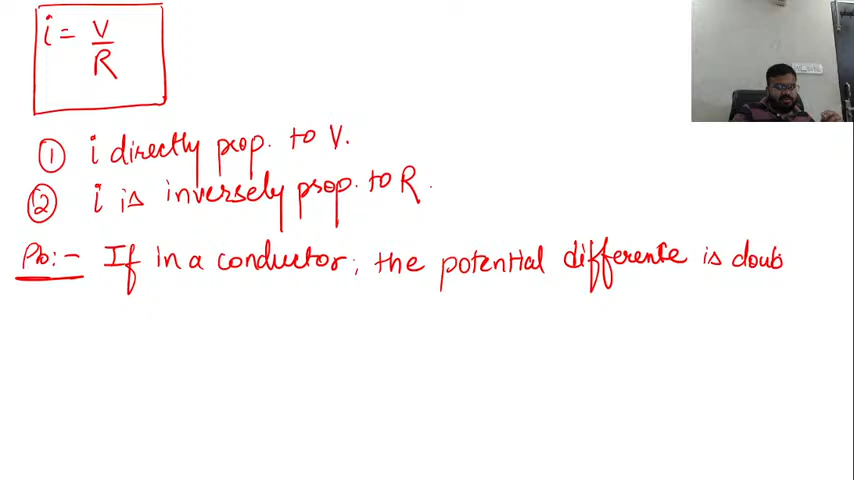 i = V
R
① i directly prop. to V.
② i is inversely prop. to R.
Pb:- If in a conductor, the potential difference is doub